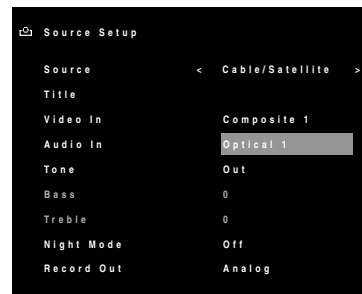 Source Setup
Source < Cable/Satellite >
Title
Video In Composite 1
Audio In Optical 1
Tone Out
Bass 0
Treble 0
Night Mode Off
Record Out Analog